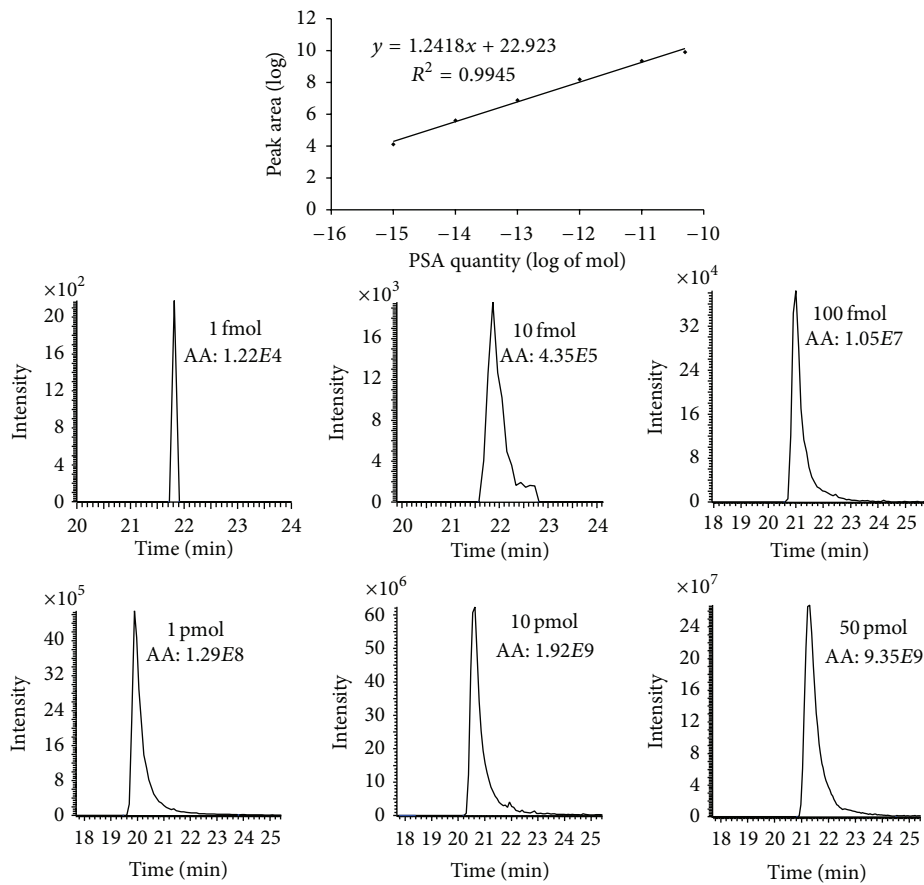 y = 1.2418x + 22.923
R² = 0.9945
Peak area (log)
12
10
8
6
4
2
0
−16 −15 −14 −13 −12 −11 −10
PSA quantity (log of mol)
×10²
1 fmol
AA: 1.22E4
Intensity
20
16
12
8
4
0
20 21 22 23 24
Time (min)
×10³
10 fmol
AA: 4.35E5
Intensity
16
12
8
4
0
20 21 22 23 24
Time (min)
×10⁴
100 fmol
AA: 1.05E7
Intensity
32
24
16
8
0
18 19 20 21 22 23 24 25
Time (min)
×10⁵
1 pmol
AA: 1.29E8
Intensity
40
32
24
16
8
0
18 19 20 21 22 23 24 25
Time (min)
×10⁶
10 pmol
AA: 1.92E9
Intensity
60
50
40
30
20
10
0
18 19 20 21 22 23 24 25
Time (min)
×10⁷
50 pmol
AA: 9.35E9
Intensity
24
20
16
12
8
4
0
18 19 20 21 22 23 24 25
Time (min)